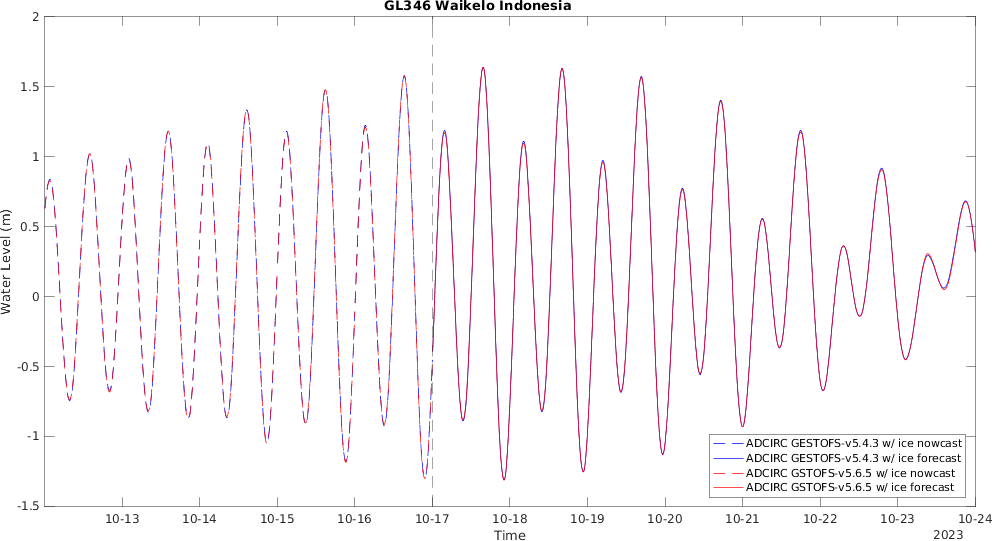 GL346 Waikelo Indonesia
2
1.5
1
0.5
0
-0.5
-1
-1.5
Water Level (m)
ADCIRC GESTOFS-v5.4.3 w/ ice nowcast
ADCIRC GESTOFS-v5.4.3 w/ ice forecast
ADCIRC GSTOFS-v5.6.5 w/ ice nowcast
ADCIRC GSTOFS-v5.6.5 w/ ice forecast
10-13 10-14 10-15 10-16 10-17 10-18 10-19 10-20 10-21 10-22 10-23 10-24
Time
2023